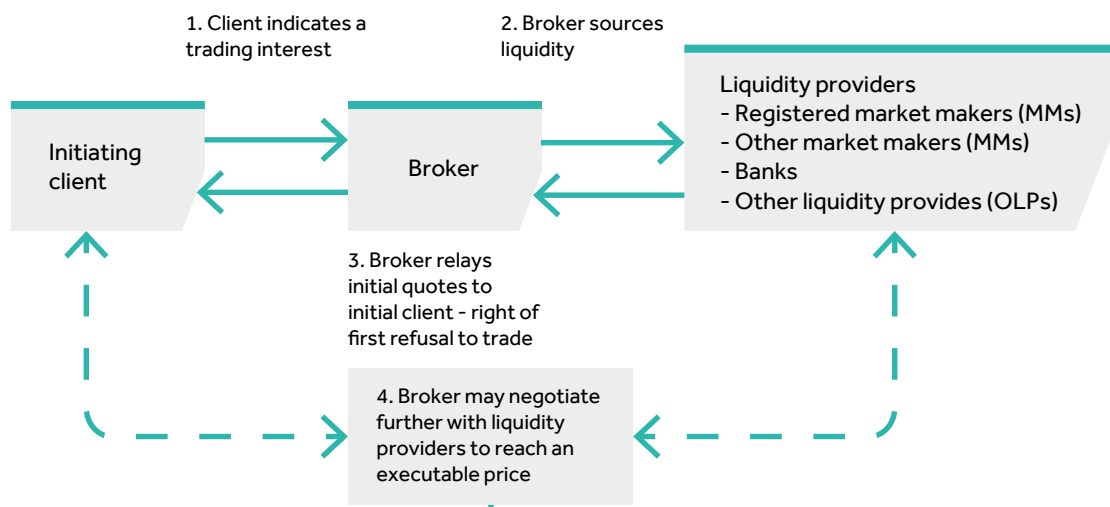 1. Client indicates a
trading interest
2. Broker sources
liquidity
Initiating
client
Broker
Liquidity providers
- Registered market makers (MMs)
- Other market makers (MMs)
- Banks
- Other liquidity provides (OLPs)
3. Broker relays
initial quotes to
initial client - right of
first refusal to trade
4. Broker may negotiate
further with liquidity
providers to reach an
executable price